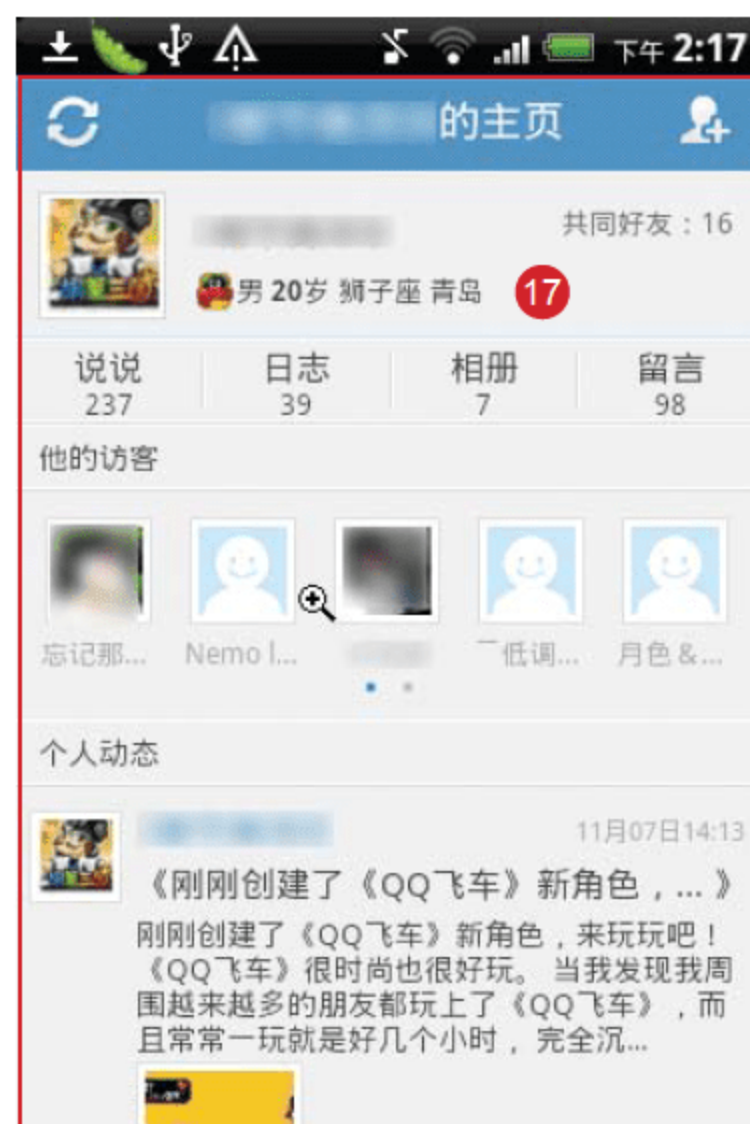 下午 2:17
的主页
共同好友：16
男 20岁 狮子座 青岛
17
说说 日志 相册 留言
237 39 7 98
他的访客
忘记那... Nemo l... ￣低调... 月色＆...
个人动态
11月07日14:13
《刚刚创建了《QQ飞车》新角色，... 》
刚刚创建了《QQ飞车》新角色，来玩玩吧！
《QQ飞车》很时尚也很好玩。 当我发现我周
围越来越多的朋友都玩上了《QQ飞车》，而
且常常一玩就是好几个小时， 完全沉...